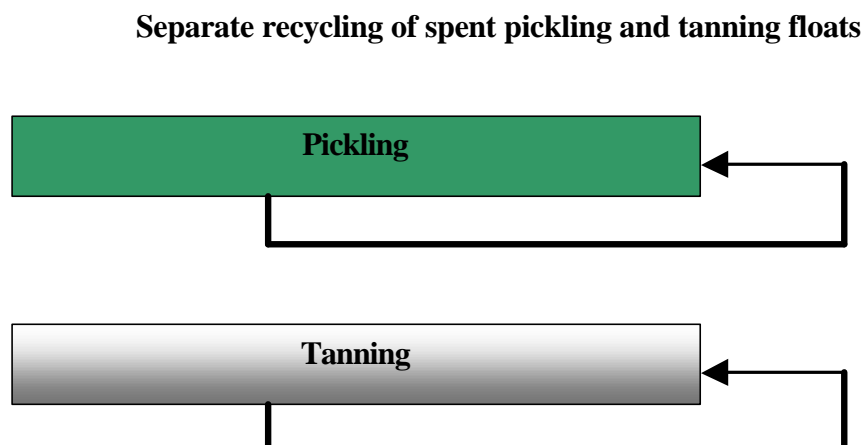 Separate recycling of spent pickling and tanning floats
Pickling
Tanning